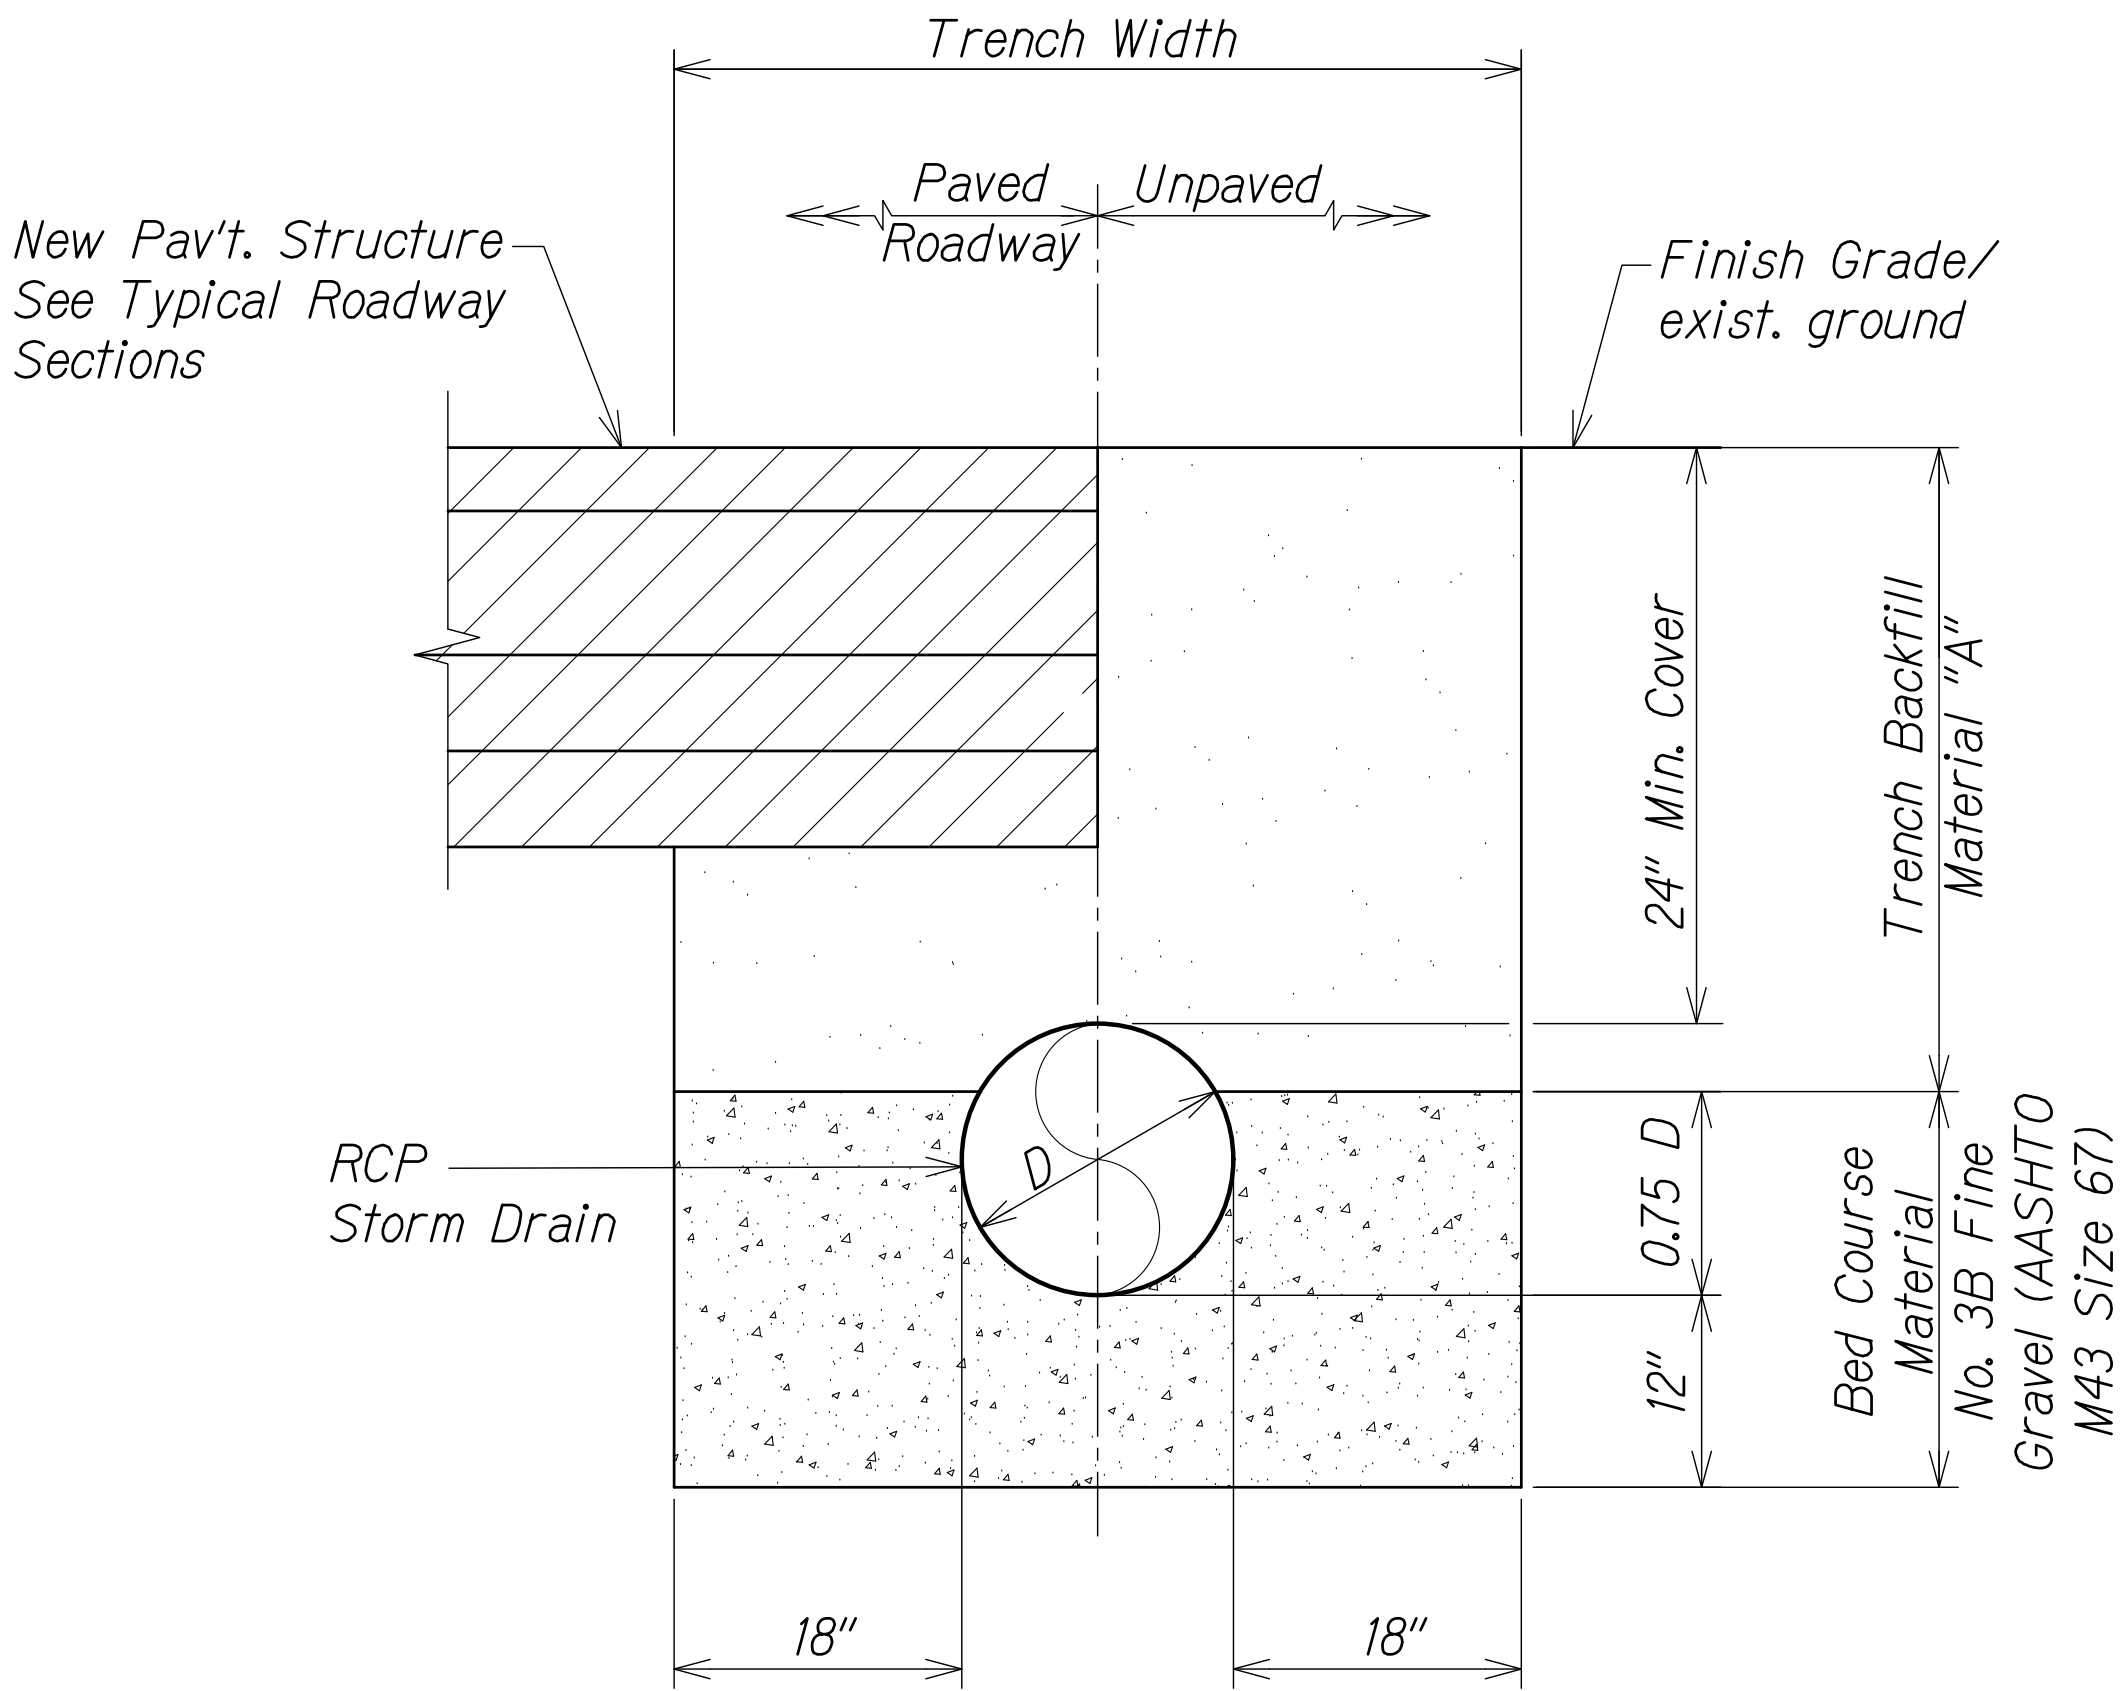 Trench Width
Paved
Roadway
Unpaved
New Pav't. Structure
See Typical Roadway
Sections
Finish Grade/
exist. ground
24" Min. Cover
Trench Backfill
Material "A"
RCP
Storm Drain
D
0.75 D
12"
Bed Course
Material
No. 3B Fine
Gravel (AASHTO
M43 Size 67)
18"
18"